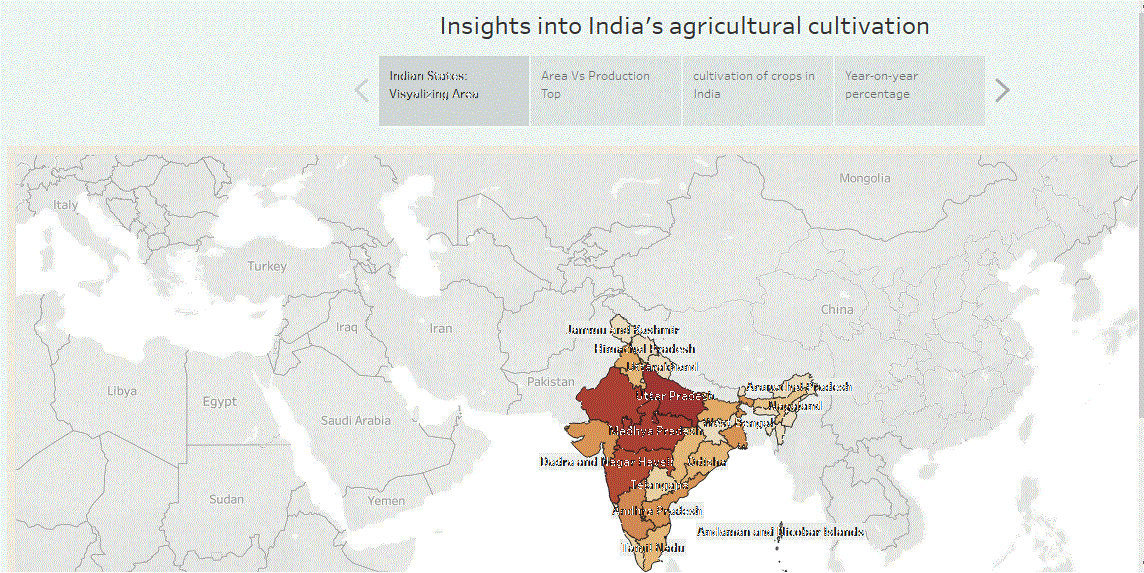 Insights into India's agricultural cultivation
Indian States:
Visyalizing Area
Area Vs Production
Top
cultivation of crops in
India
Year-on-year
percentage
Mongolia
Italy
Turkey
China
Iraq
Iran
Jammu and Kashmir
Himachal Pradesh
Uttarakhand
Pakistan
Libya
Egypt
Uttar Pradesh
Arunachal Pradesh
Nagaland
Saudi Arabia
West Bengal
Madhya Pradesh
Dadra and Nagar Haveli
Odisha
Telangana
Sudan
Yemen
Andhra Pradesh
Andaman and Nicobar Islands
Tamil Nadu